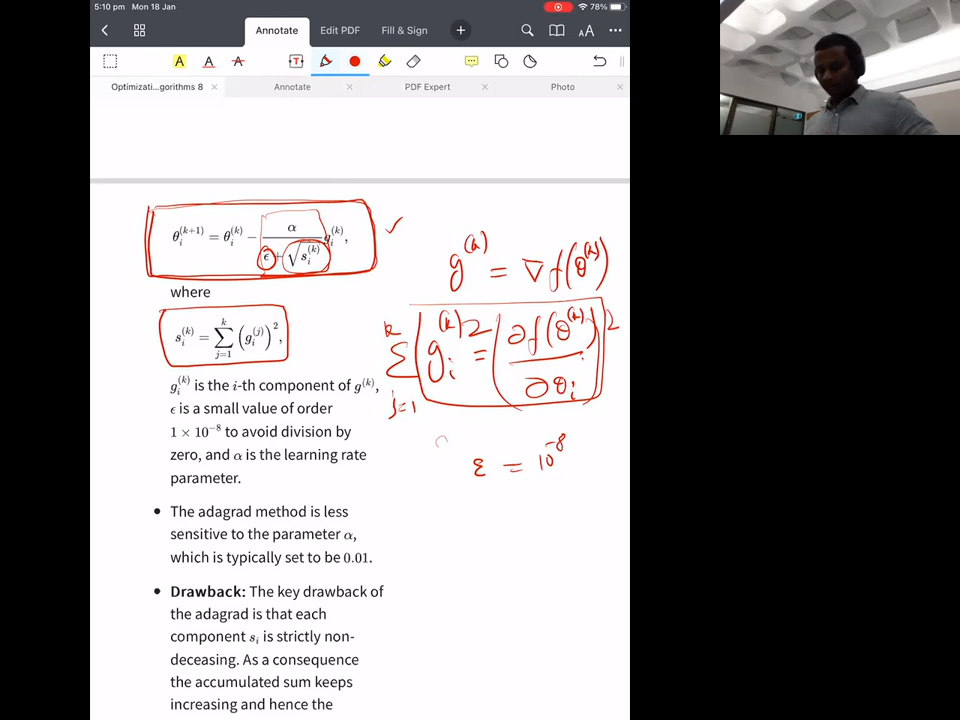 5:10 pm Mon 18 Jan
78%
Annotate Edit PDF Fill & Sign
Optimizati...gorithms 8 Annotate PDF Expert Photo
θ_i^{(k+1)} = θ_i^{(k)} - \frac{α}{ϵ + \sqrt{s_i^{(k)}}} g_i^{(k)},
where
s_i^{(k)} = \sum_{j=1}^{k} (g_i^{(j)})^2,
g_i^{(k)} is the i-th component of g^{(k)},
ϵ is a small value of order
1 × 10^{-8} to avoid division by
zero, and α is the learning rate
parameter.
• The adagrad method is less
sensitive to the parameter α,
which is typically set to be 0.01.
• Drawback: The key drawback of
the adagrad is that each
component s_i is strictly non-
deceasing. As a consequence
the accumulated sum keeps
increasing and hence the
g^{(k)} = ∇f(θ^{(k)})
\sum_{j=1}^{k} (g_i^{(k)2} = (\frac{∂f(θ^{(k)})}{∂θ_i})^2
ε = 10^{-8}